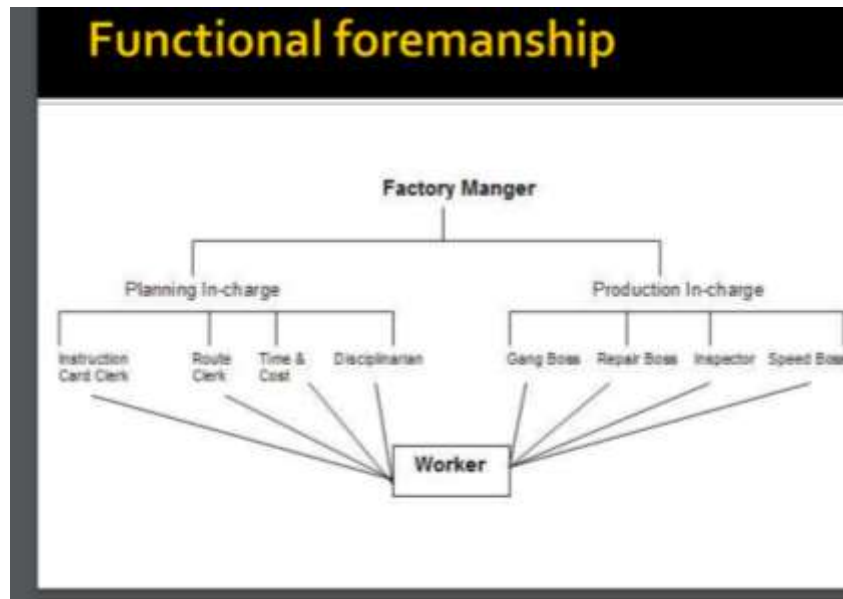 Functional foremanship
Factory Manger
Planning In-charge
Production In-charge
Instruction
Card Clerk
Route
Clerk
Time &
Cost
Disciplinarian
Gang Boss
Repair Boss
Inspector
Speed Boss
Worker